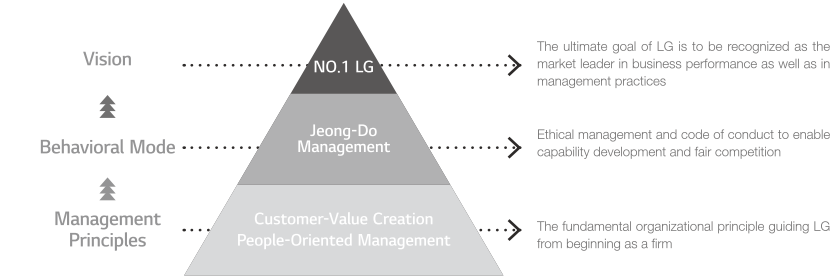 Vision
NO.1 LG
The ultimate goal of LG is to be recognized as the
market leader in business performance as well as in
management practices
Behavioral Mode
Jeong-Do
Management
Ethical management and code of conduct to enable
capability development and fair competition
Management
Principles
Customer-Value Creation
People-Oriented Management
The fundamental organizational principle guiding LG
from beginning as a firm